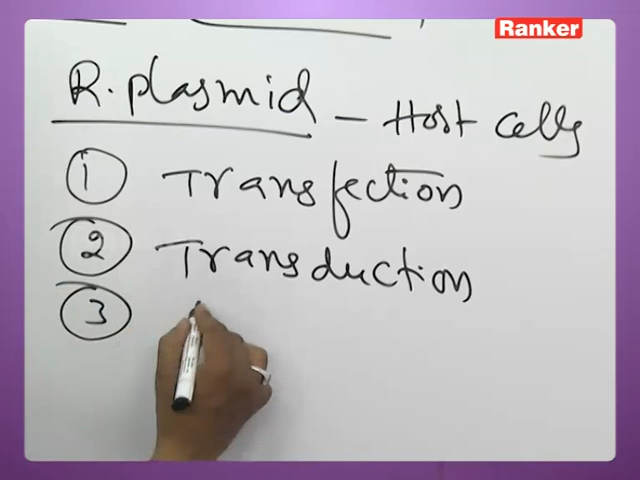 Ranker
R. plasmid - Host cells
1 Transfection
2 Transduction
3